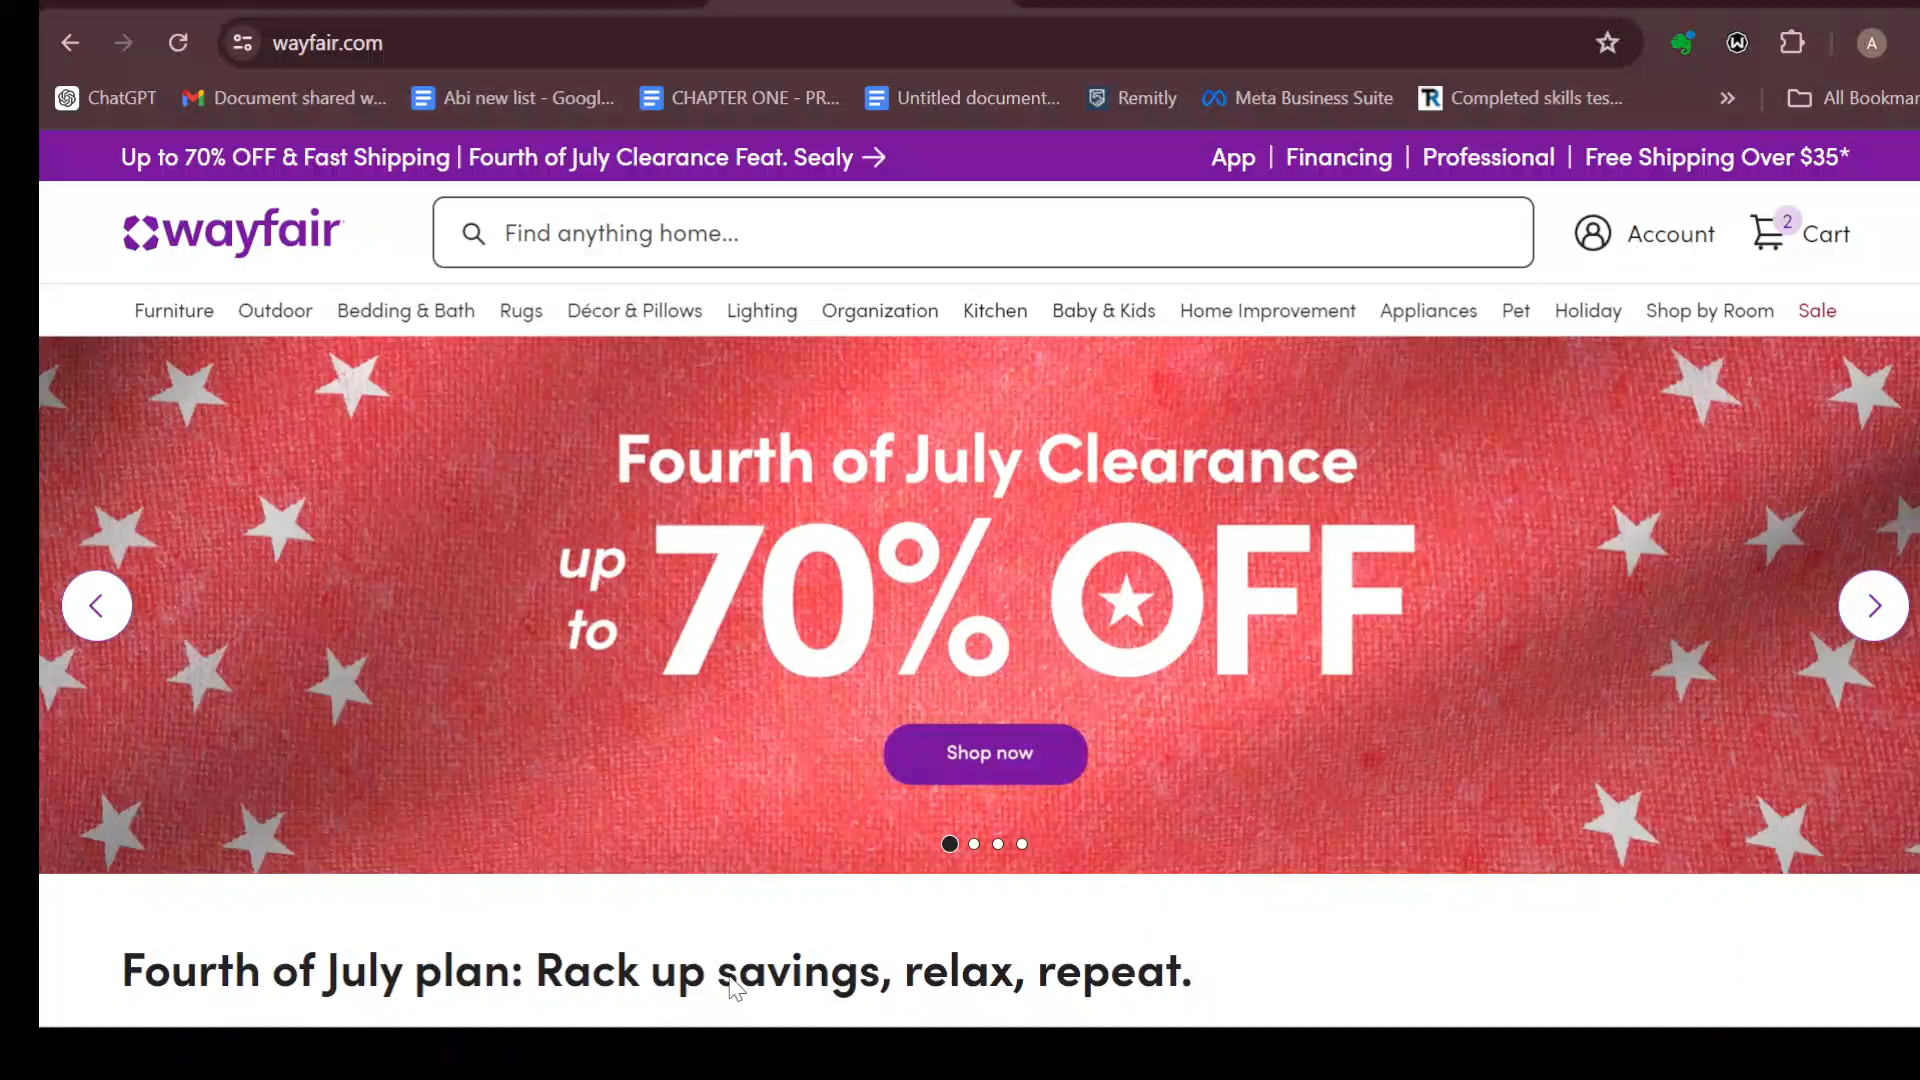 wayfair.com
A
ChatGPT Document shared w... Abi new list - Googl... CHAPTER ONE - PR... Untitled document... Remitly Meta Business Suite Completed skills tes... All Bookmar
Up to 70% OFF & Fast Shipping | Fourth of July Clearance Feat. Sealy → App | Financing | Professional | Free Shipping Over $35*
wayfair Find anything home... Account 2 Cart
Furniture Outdoor Bedding & Bath Rugs Décor & Pillows Lighting Organization Kitchen Baby & Kids Home Improvement Appliances Pet Holiday Shop by Room Sale
Fourth of July Clearance
up to 70% OFF
Shop now
Fourth of July plan: Rack up savings, relax, repeat.